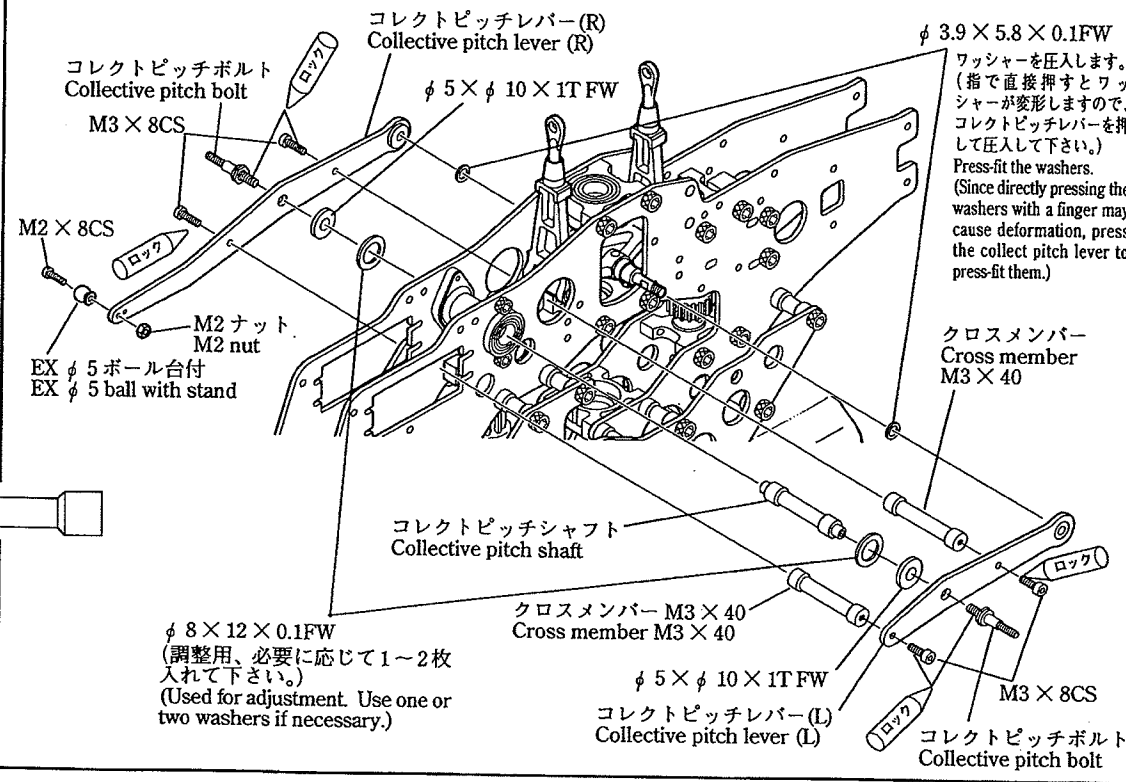 コレクトピッチレバー(R)
Collective pitch lever (R)
ロック
コレクトピッチボルト
Collective pitch bolt
M3 × 8CS
φ 5 × φ 10 × 1T FW
φ 3.9 × 5.8 × 0.1FW
ワッシャーを圧入します。
(指で直接押すとワッ
シャーが変形しますので、
コレクトピッチレバーを押
して圧入して下さい。)
Press-fit the washers.
(Since directly pressing the
washers with a finger may
cause deformation, press
the collect pitch lever to
press-fit them.)
M2 × 8CS
ロック
M2 ナット
M2 nut
EX φ 5 ボール台付
EX φ 5 ball with stand
クロスメンバー
Cross member
M3 × 40
コレクトピッチシャフト
Collective pitch shaft
ロック
φ 8 × 12 × 0.1FW
(調整用、必要に応じて1〜2枚
入れて下さい。)
(Used for adjustment. Use one or
two washers if necessary.)
クロスメンバー M3 × 40
Cross member M3 × 40
φ 5 × φ 10 × 1T FW
コレクトピッチレバー(L)
Collective pitch lever (L)
ロック
M3 × 8CS
コレクトピッチボルト
Collective pitch bolt